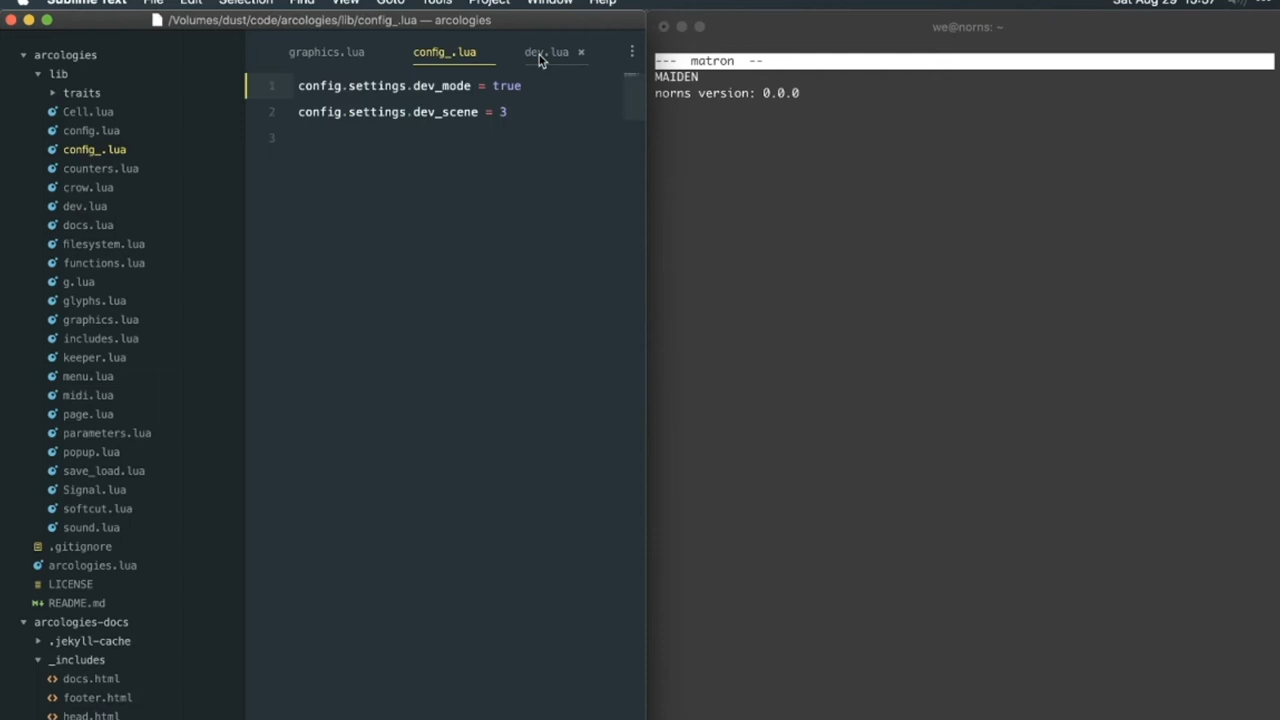 Sublime Text File Edit Selection Find View Goto Tools Project Window Help
/Volumes/dust/code/arcologies/lib/config_.lua — arcologies
arcologies
lib
traits
Cell.lua
config.lua
config_.lua
counters.lua
crow.lua
dev.lua
docs.lua
filesystem.lua
functions.lua
g.lua
glyphs.lua
graphics.lua
includes.lua
keeper.lua
menu.lua
midi.lua
page.lua
parameters.lua
popup.lua
save_load.lua
Signal.lua
softcut.lua
sound.lua
.gitignore
arcologies.lua
LICENSE
README.md
arcologies-docs
.jekyll-cache
_includes
docs.html
footer.html
head.html
graphics.lua config_.lua dev.lua ×
1 config.settings.dev_mode = true
2 config.settings.dev_scene = 3
3
we@norns: ~
--- matron --
MAIDEN
norns version: 0.0.0